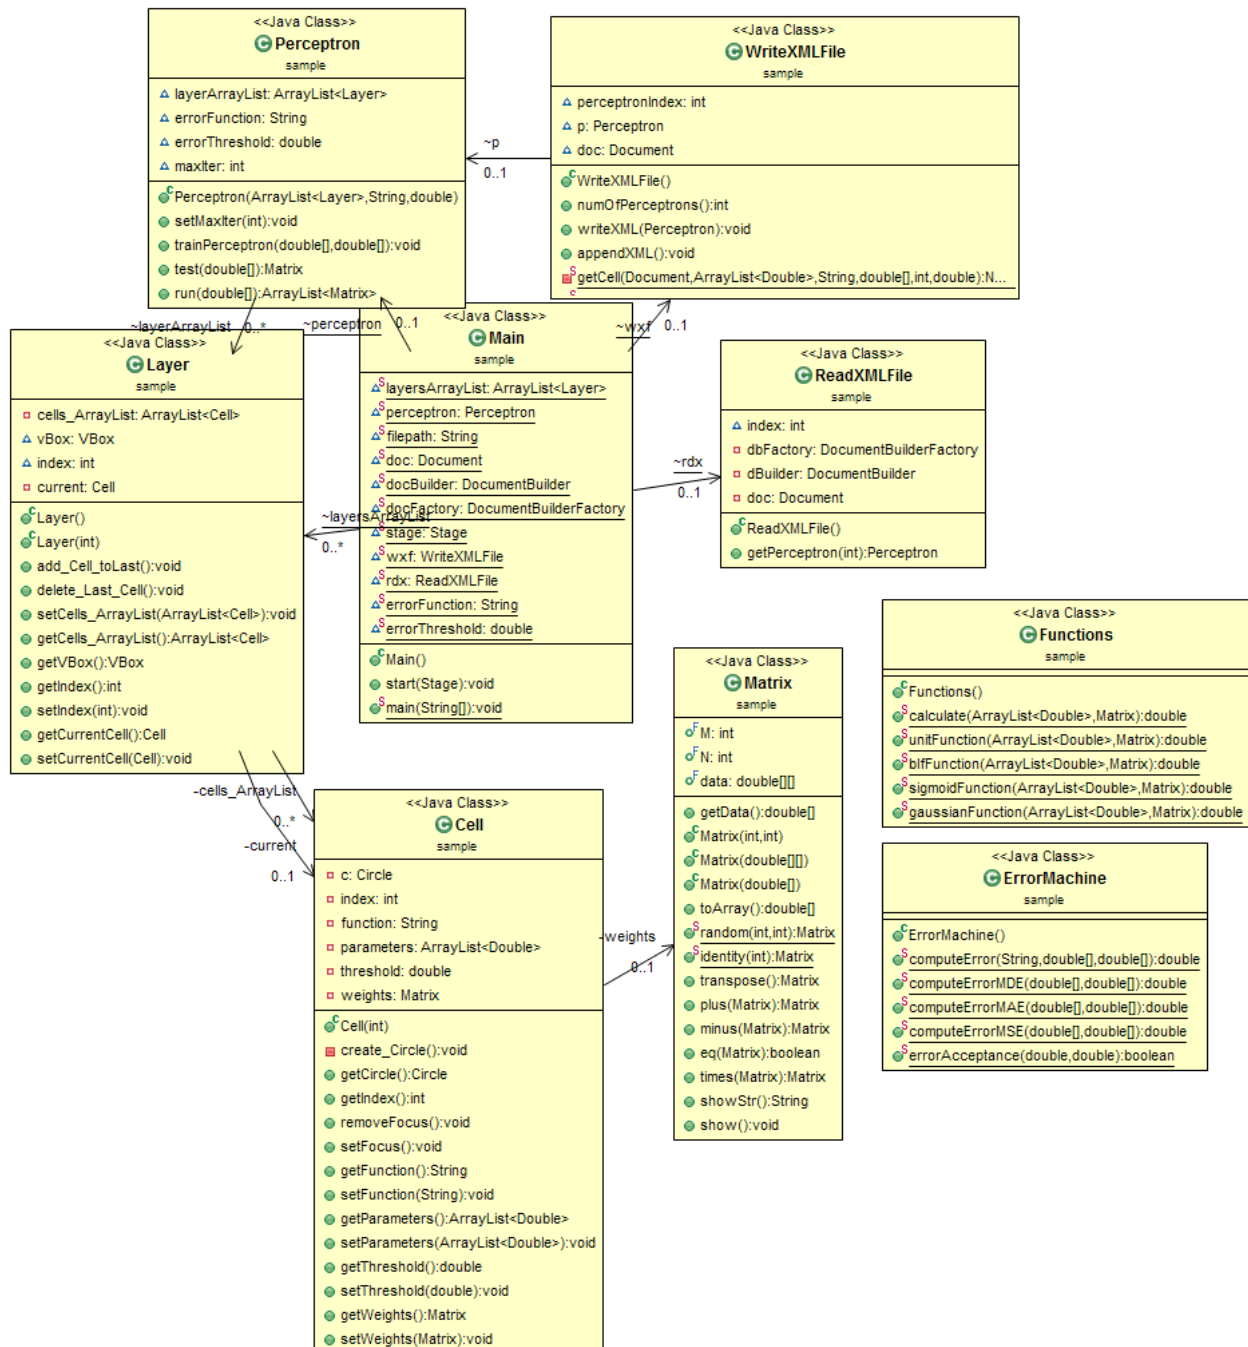 <<Java Class>>
Perceptron
sample
layerArrayList: ArrayList<Layer>
errorFunction: String
errorThreshold: double
maxIter: int
Perceptron(ArrayList<Layer>,String,double)
setMaxIter(int):void
trainPerceptron(double[],double[]):void
test(double[]):Matrix
run(double[]):ArrayList<Matrix>
<<Java Class>>
WriteXMLFile
sample
perceptronIndex: int
p: Perceptron
doc: Document
WriteXMLFile()
numOfPerceptrons():int
writeXML(Perceptron):void
appendXML():void
getCell(Document,ArrayList<Double>,String,double[],int,double):N...
~p
0..1
~layerArrayList
0..*
~perceptron
0..1
~wxf
0..1
<<Java Class>>
Layer
sample
cells_ArrayList: ArrayList<Cell>
vBox: VBox
index: int
current: Cell
Layer()
Layer(int)
add_Cell_toLast():void
delete_Last_Cell():void
setCells_ArrayList(ArrayList<Cell>):void
getCells_ArrayList():ArrayList<Cell>
getVBox():VBox
getIndex():int
setIndex(int):void
getCurrentCell():Cell
setCurrentCell(Cell):void
<<Java Class>>
Main
sample
layersArrayList: ArrayList<Layer>
perceptron: Perceptron
filepath: String
doc: Document
docBuilder: DocumentBuilder
docFactory: DocumentBuilderFactory
stage: Stage
wxf: WriteXMLFile
rdx: ReadXMLFile
errorFunction: String
errorThreshold: double
Main()
start(Stage):void
main(String[]):void
~layersArrayList
0..*
~rdx
0..1
<<Java Class>>
ReadXMLFile
sample
index: int
dbFactory: DocumentBuilderFactory
dBuilder: DocumentBuilder
doc: Document
ReadXMLFile()
getPerceptron(int):Perceptron
-cells_ArrayList
0..*
-current
0..1
<<Java Class>>
Cell
sample
c: Circle
index: int
function: String
parameters: ArrayList<Double>
threshold: double
weights: Matrix
Cell(int)
create_Circle():void
getCircle():Circle
getIndex():int
removeFocus():void
setFocus():void
getFunction():String
setFunction(String):void
getParameters():ArrayList<Double>
setParameters(ArrayList<Double>):void
getThreshold():double
setThreshold(double):void
getWeights():Matrix
setWeights(Matrix):void
-weights
0..1
<<Java Class>>
Matrix
sample
M: int
N: int
data: double[][]
getData():double[]
Matrix(int,int)
Matrix(double[][])
Matrix(double[])
toArray():double[]
random(int,int):Matrix
identity(int):Matrix
transpose():Matrix
plus(Matrix):Matrix
minus(Matrix):Matrix
eq(Matrix):boolean
times(Matrix):Matrix
showStr():String
show():void
<<Java Class>>
Functions
sample
Functions()
calculate(ArrayList<Double>,Matrix):double
unitFunction(ArrayList<Double>,Matrix):double
blfFunction(ArrayList<Double>,Matrix):double
sigmoidFunction(ArrayList<Double>,Matrix):double
gaussianFunction(ArrayList<Double>,Matrix):double
<<Java Class>>
ErrorMachine
sample
ErrorMachine()
computeError(String,double[],double[]):double
computeErrorMDE(double[],double[]):double
computeErrorMAE(double[],double[]):double
computeErrorMSE(double[],double[]):double
errorAcceptance(double,double):boolean